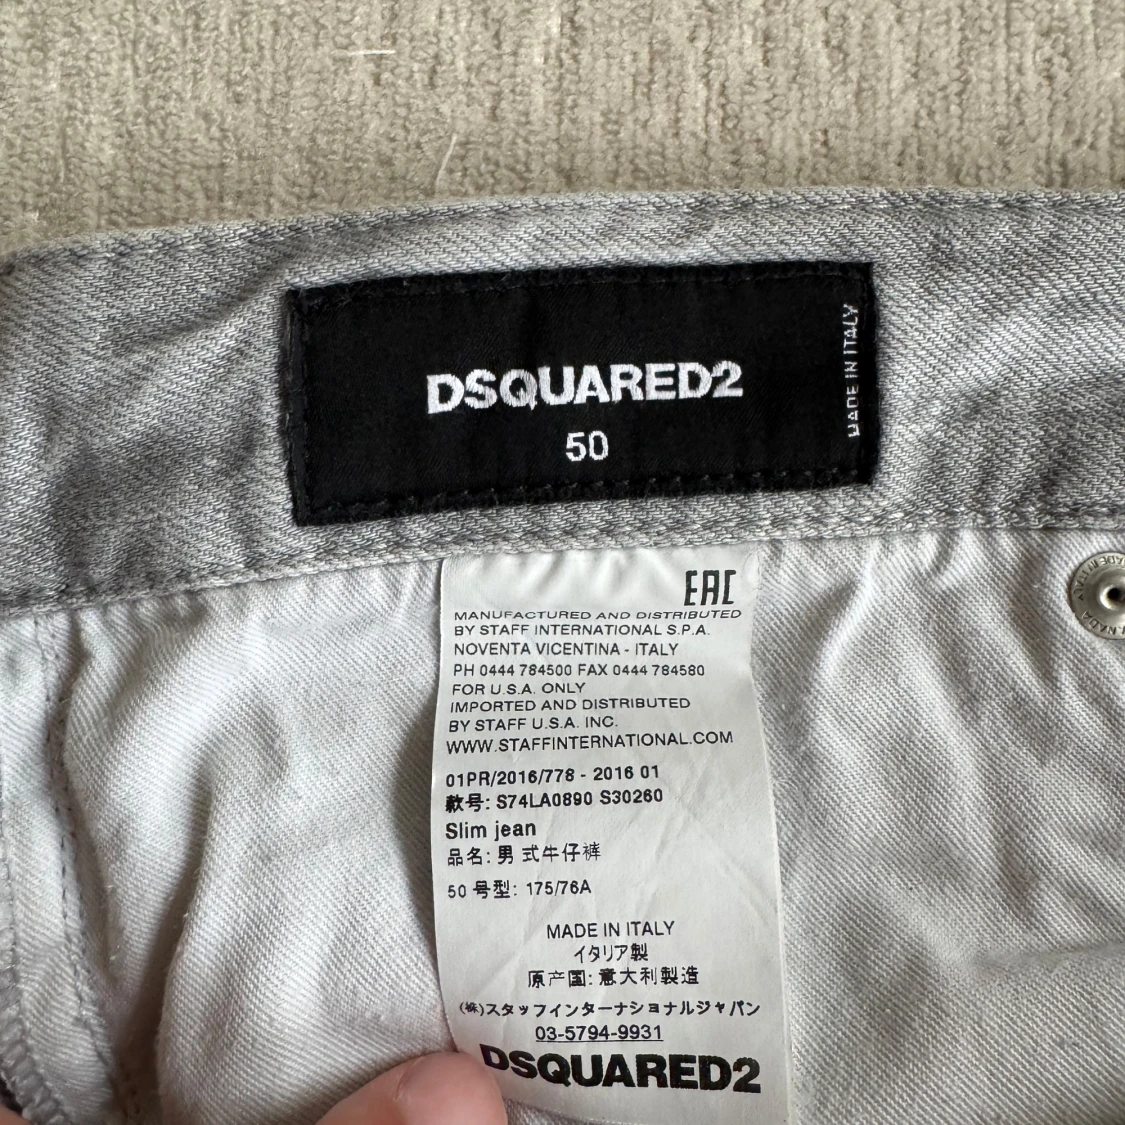 DSQUARED2
50
MADE IN ITALY
EAC
MANUFACTURED AND DISTRIBUTED
BY STAFF INTERNATIONAL S.P.A.
NOVENTA VICENTINA - ITALY
PH 0444 784500 FAX 0444 784580
FOR U.S.A. ONLY
IMPORTED AND DISTRIBUTED
BY STAFF U.S.A. INC.
WWW.STAFFINTERNATIONAL.COM
01PR/2016/778 - 2016 01
款号: S74LA0890 S30260
Slim jean
品名: 男 式牛仔裤
50 号型: 175/76A
MADE IN ITALY
イタリア製
原产国: 意大利製造
(株)スタッフインターナショナルジャパン
03-5794-9931
DSQUARED2
MADE IN ITALY